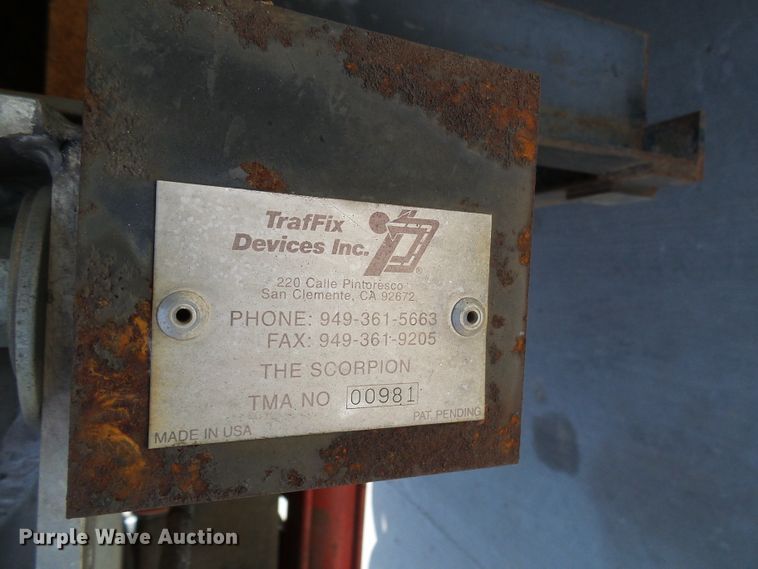 TrafFix
Devices Inc.
®
220 Calle Pintoresco
San Clemente, CA 92672
PHONE: 949-361-5663
FAX: 949-361-9205
THE SCORPION
TMA NO 00981
MADE IN USA
PAT. PENDING
Purple Wave Auction